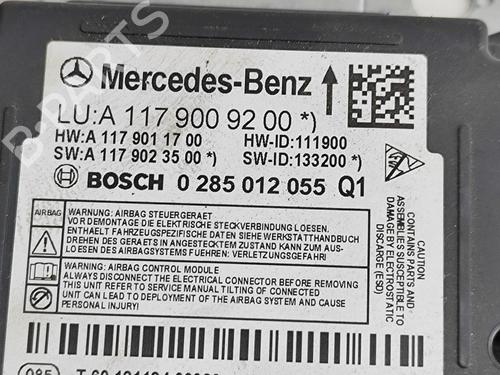 Mercedes-Benz
LU:A 117 900 92 00 *)
HW:A 117 901 17 00
HW-ID:111900
SW:A 117 902 35 00 *)
SW-ID:133200 *)
BOSCH 0 285 012 055 Q1
AIRBAG
WARNUNG: AIRBAG STEUERGERAET
VOR DEMONTAGE DIE ELEKTRISCHE STECKVERBINDUNG LOESEN.
ENTHAELT FAHRZEUGSPEZIFISCHE DATEN SIEHE WERKSTATTHANDBUCH
DREHEN DES GERAETS IN ANGESTECKTEM ZUSTAND KANN ZUM AUS-
LOESEN DES AIRBAGS FUEHREN: VERLETZUNGSGEFAHR!
WARNING: AIRBAG CONTROL MODULE
ALWAYS DISCONNECT THE ELECTRICAL CONNECTOR BEFORE REMOVING
THIS UNIT REFER TO SERVICE MANUAL TILTING OF CONNECTED
UNIT CAN LEAD TO DEPLOYMENT OF THE AIRBAG AND CAUSE
PERSONAL INJURY!
CAUTION
CONTAINS PARTS AND
ASSEMBLIES SUSCEPTIBLE TO
DAMAGE BY ELECTROSTATIC
DISCHARGE (ESD)
B-PARTS